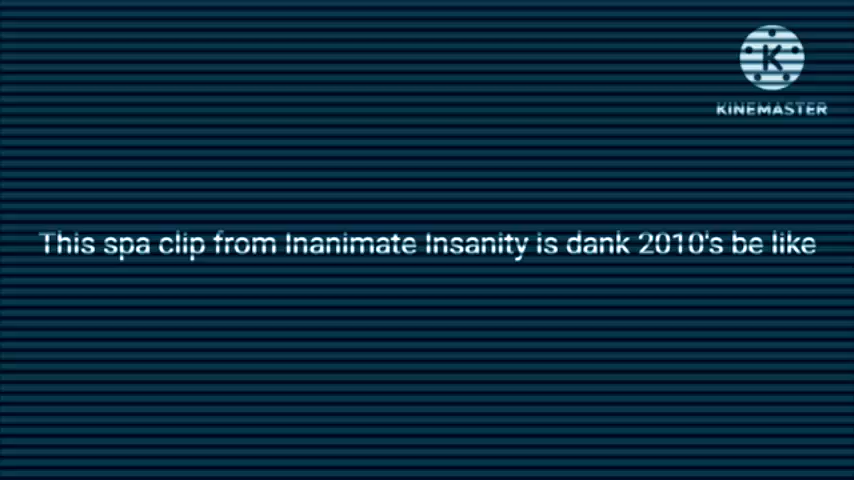 K
KINEMASTER
This spa clip from Inanimate Insanity is dank 2010's be like